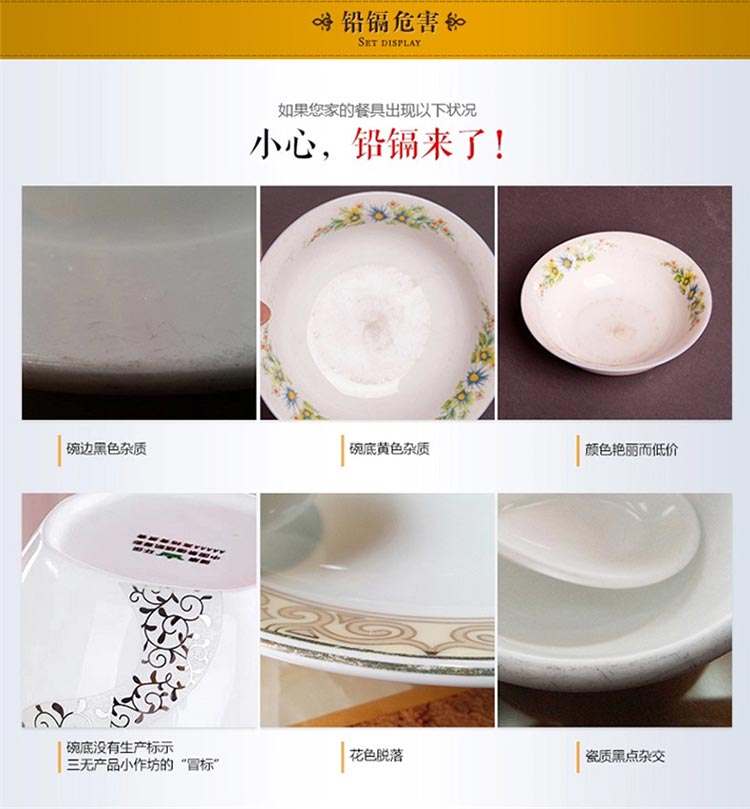 铅镉危害
SET DISPLAY
如果您家的餐具出现以下状况
小心，铅镉来了！
碗边黑色杂质
碗底黄色杂质
颜色艳丽而低价
碗底没有生产标示
三无产品小作坊的“冒标”
花色脱落
瓷质黑点杂交